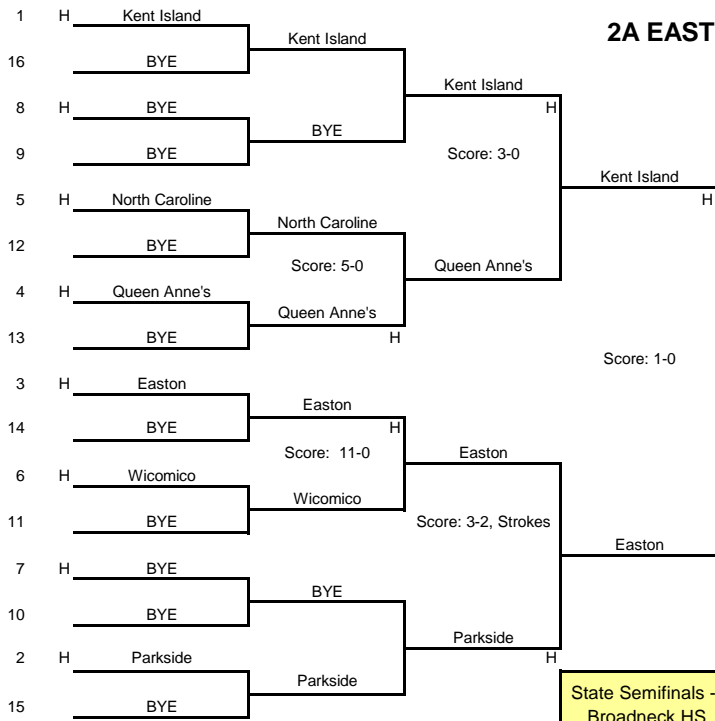 1 H Kent Island
Kent Island
2A EAST
16 BYE
Kent Island
8 H BYE
H
BYE
9 BYE
Score: 3-0
Kent Island
5 H North Caroline
H
North Caroline
12 BYE
Score: 5-0
Queen Anne's
4 H Queen Anne's
Queen Anne's
13 BYE
H
Score: 1-0
3 H Easton
Easton
14 BYE
H
Score: 11-0
Easton
6 H Wicomico
Wicomico
11 BYE
Score: 3-2, Strokes
Easton
7 H BYE
BYE
10 BYE
Parkside
2 H Parkside
H
Parkside
15 BYE
State Semifinals -
Broadneck HS